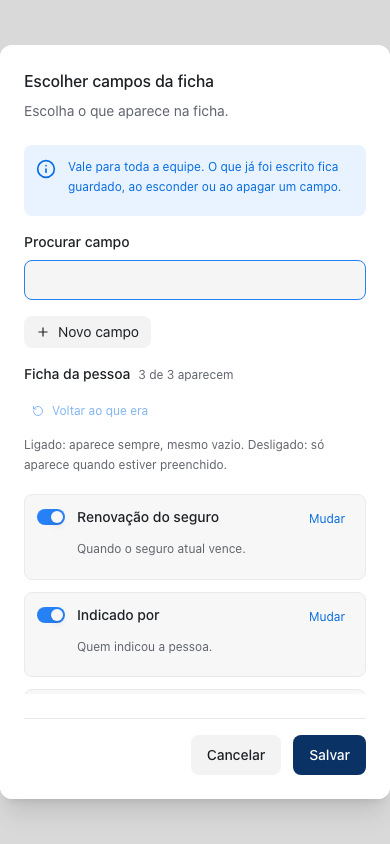 Escolher campos da ficha
Escolha o que aparece na ficha.
Vale para toda a equipe. O que já foi escrito fica
guardado, ao esconder ou ao apagar um campo.
Procurar campo
Novo campo
Ficha da pessoa 3 de 3 aparecem
Voltar ao que era
Ligado: aparece sempre, mesmo vazio. Desligado: só
aparece quando estiver preenchido.
Renovação do seguro Mudar
Quando o seguro atual vence.
Indicado por Mudar
Quem indicou a pessoa.
Cancelar Salvar